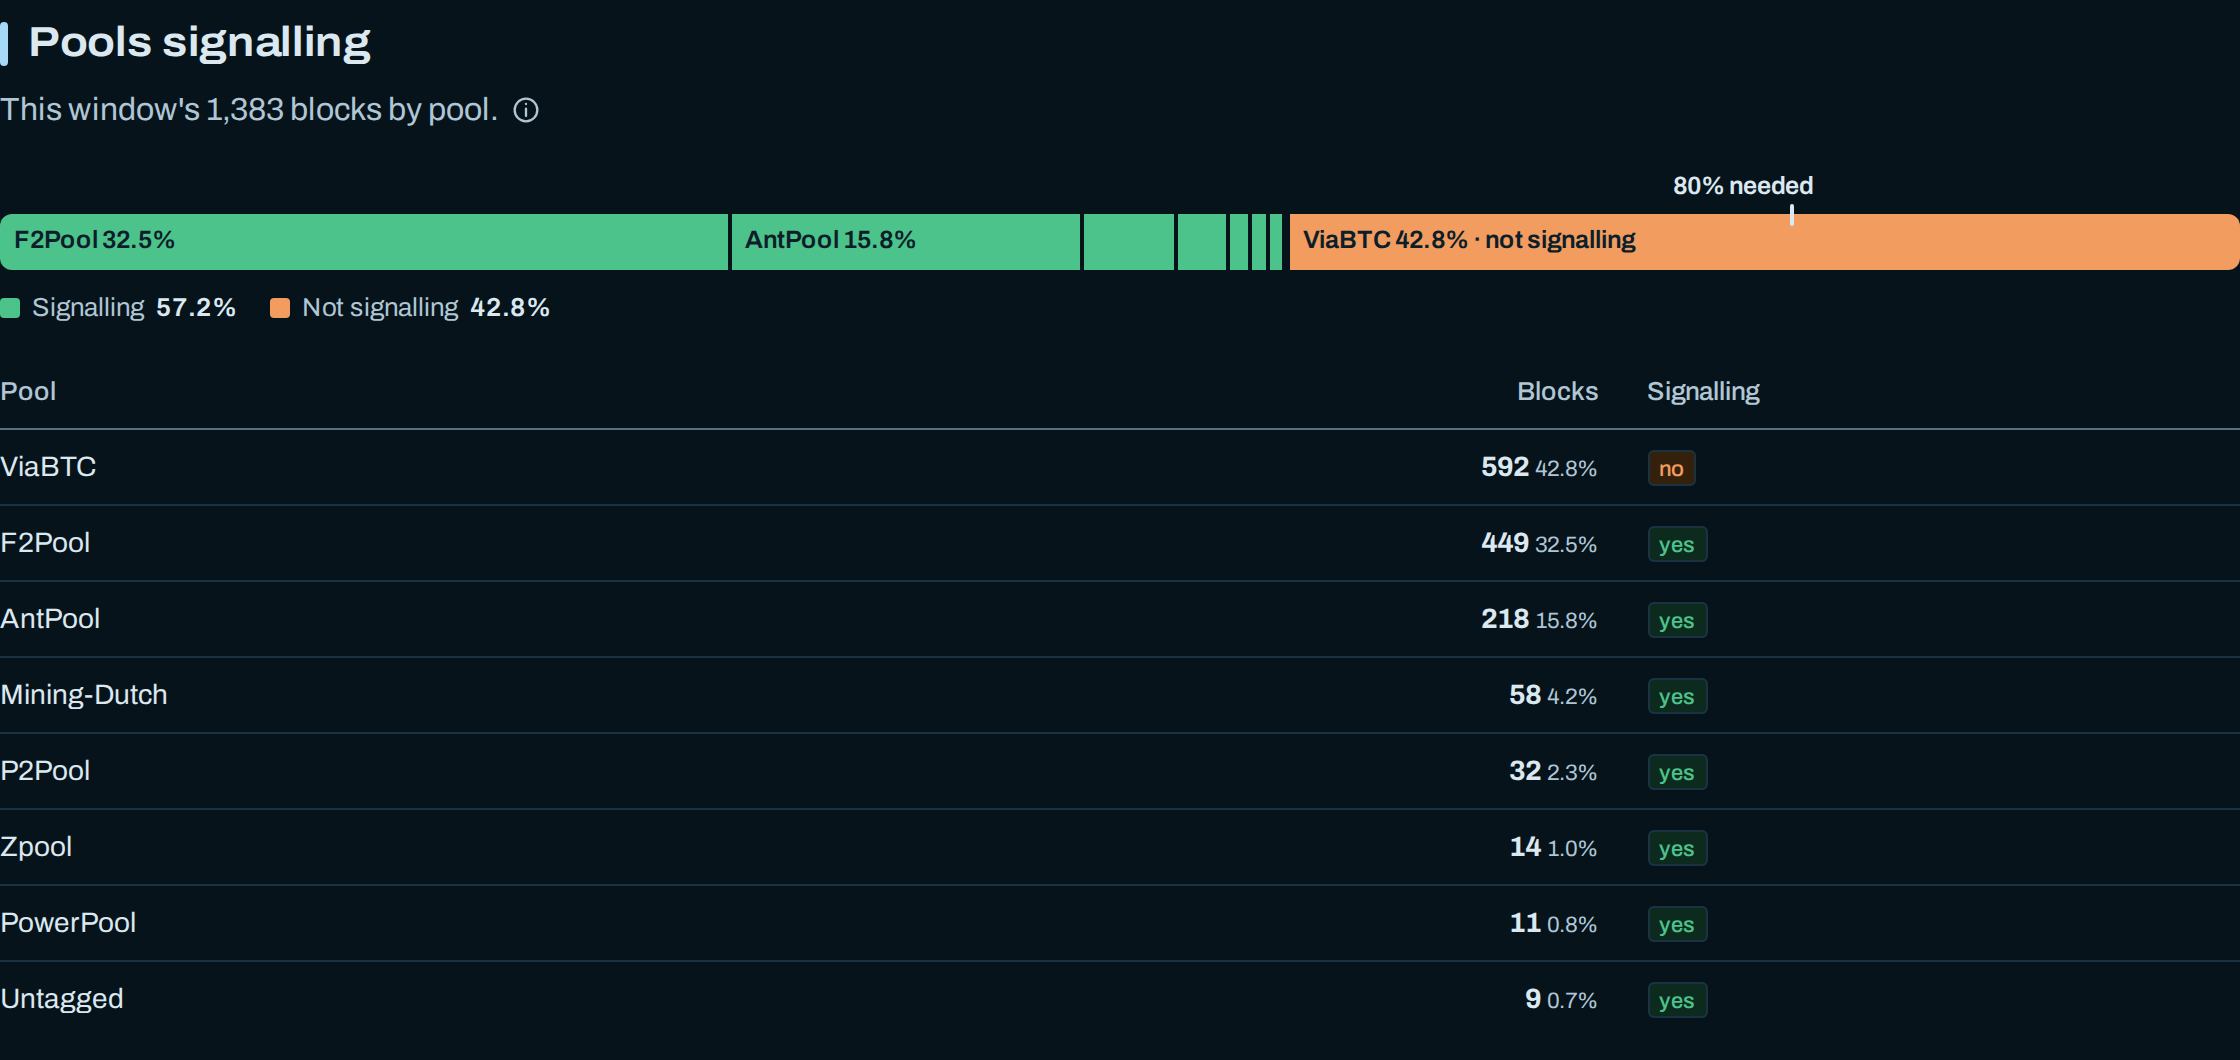 Pools signalling
This window's 1,383 blocks by pool.
80% needed
F2Pool 32.5% AntPool 15.8% ViaBTC 42.8% · not signalling
Signalling 57.2% Not signalling 42.8%
Pool Blocks Signalling
ViaBTC 592 42.8% no
F2Pool 449 32.5% yes
AntPool 218 15.8% yes
Mining-Dutch 58 4.2% yes
P2Pool 32 2.3% yes
Zpool 14 1.0% yes
PowerPool 11 0.8% yes
Untagged 9 0.7% yes